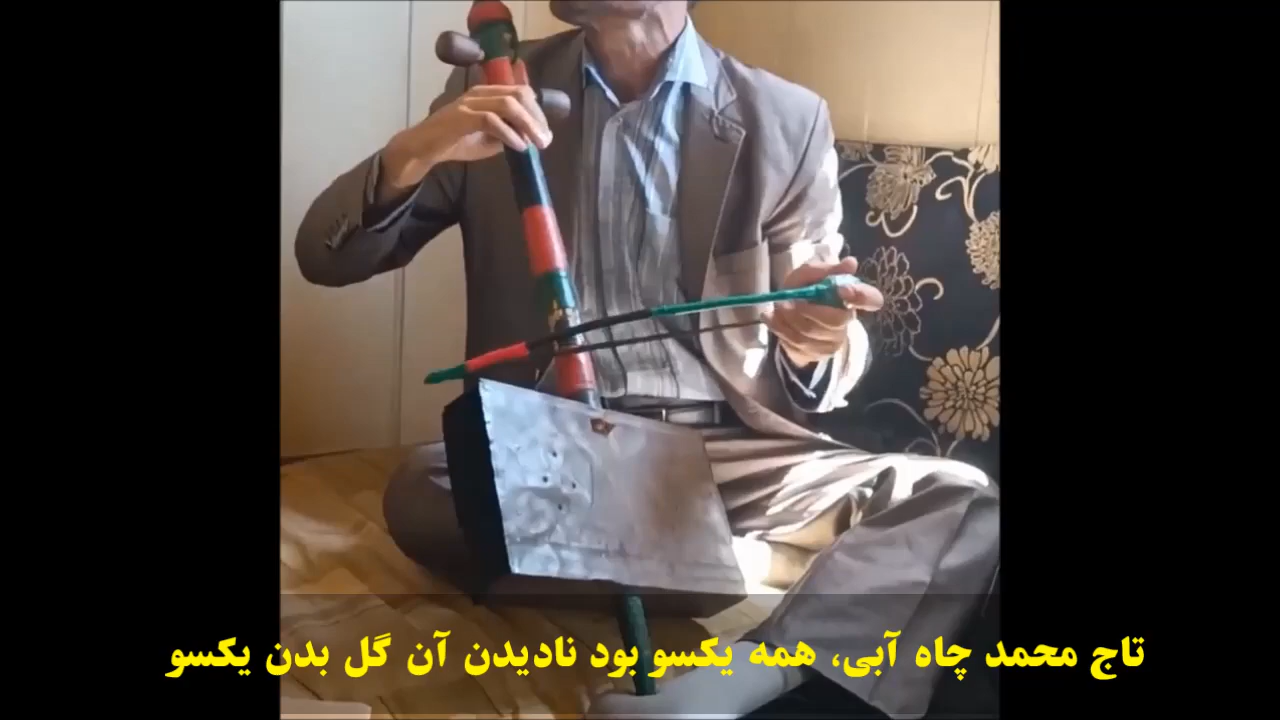 تاج محمد چاه آبی، همه یکسو بود نادیدن آن گل بدن یکسو